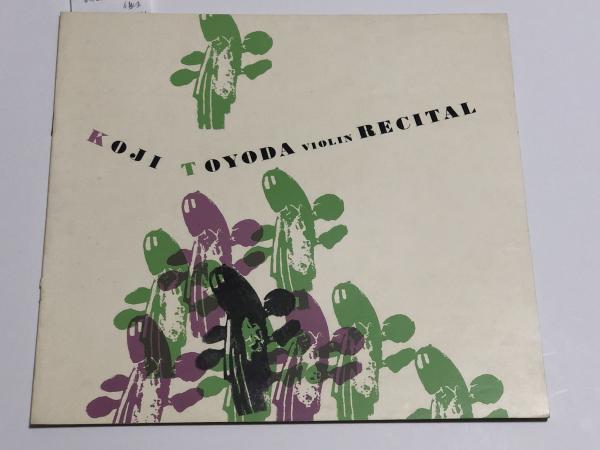 KOJI TOYODA VIOLIN RECITAL